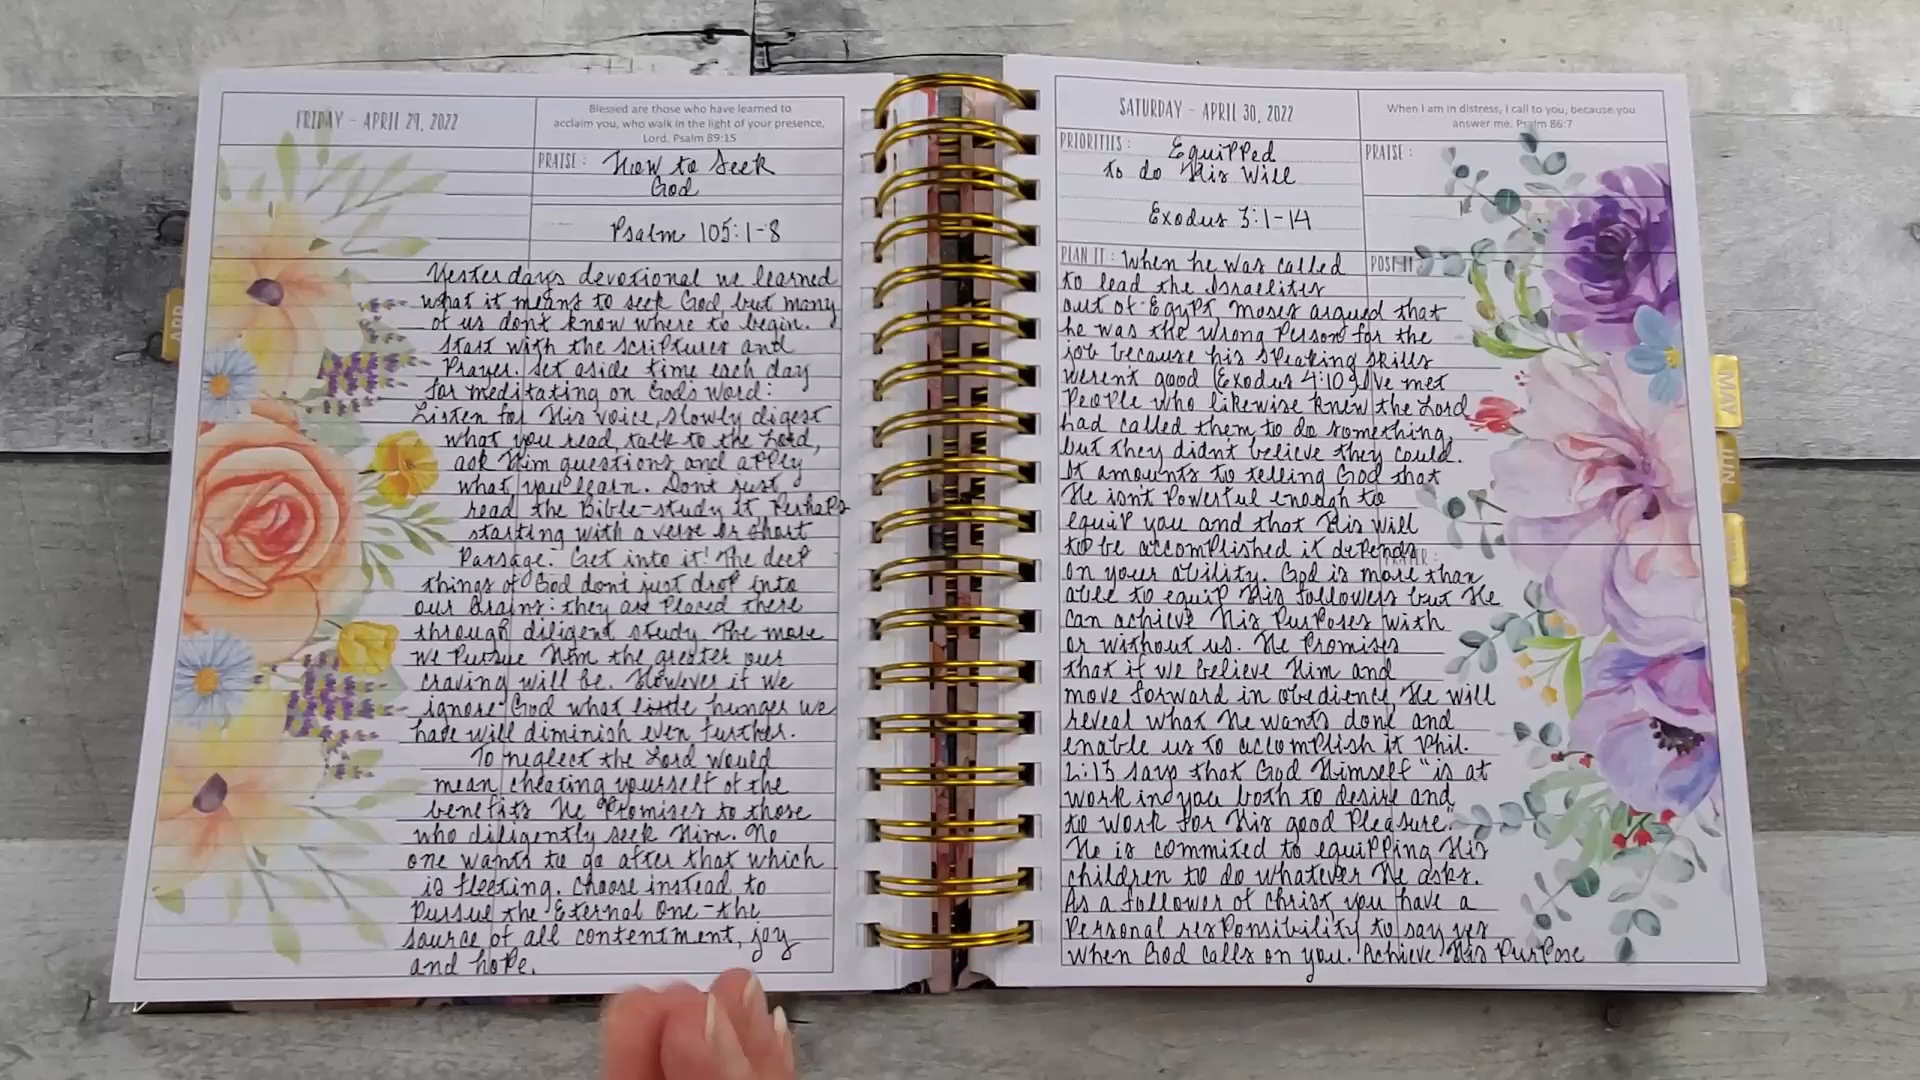 FRIDAY - APRIL 29, 2022
Blessed are those who have learned to
acclaim you, who walk in the light of your presence,
Lord. Psalm 89:15
PRAISE: How to Seek
God
Psalm 105:1-8
Yesterdays devotional we learned
what it means to seek God, but many
of us don't know where to begin.
Start with the scriptures and
Prayer. Set aside time each day
for meditating on God's Word:
Listen for His voice, slowly digest
what you read, talk to the Lord,
ask Him questions and apply
what you learn. Dont just
read the Bible-study it Perhaps
starting with a verse or short
Passage. Get into it! The deep
things of God don't just drop into
our brains: they are placed there
through diligent study. The more
we Pursue Him the greater our
craving will be. However if we
ignore God what little hunger we
have will diminish even further.
To neglect the Lord would
mean cheating yourself of the
benefits He Promises to those
who diligently seek Him. No
one wants to go after that which
is fleeting. Choose instead to
Pursue the Eternal One-the
source of all contentment, joy
and hope.
SATURDAY - APRIL 30, 2022
When I am in distress, I call to you, because you
answer me. Psalm 86:7
PRIORITIES: Equipped
to do His Will
Exodus 3:1-14
PRAISE:
PLAN IT: When he was called
POST IT
to lead the Israelites
out of Egypt, Moses argued that
he was the wrong Person for the
job because his speaking skills
weren't good (Exodus 4:10) I've met
People who likewise knew the Lord
had called them to do something,
but they didn't believe they could.
It amounts to telling God that
He isn't Powerful enough to
equip you and that His will
to be accomplished it depends
PRAYER:
on your ability. God is more than
able to equip His followers but He
can achieve His Purposes with
or without us. He Promises
that if we believe Him and
move forward in obedience, He will
reveal what He wants done and
enable us to accomplish it Phil.
2:13 says that God Himself "is at
work in you both to desire and
to work for His good Pleasure".
He is commited to equipping His
children to do whatever He asks.
As a follower of Christ you have a
Personal responsibility to say yes
when God calls on you. Achieve His Purpose
APR
MAY
JUN